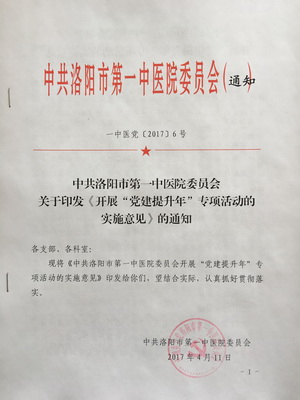 中共洛阳市第一中医院委员会(通知)
一中医党〔2017〕6号
中共洛阳市第一中医院委员会
关于印发《开展“党建提升年”专项活动的
实施意见》的通知
各支部、各科室:
现将《中共洛阳市第一中医院委员会开展“党建提升年”专
项活动的实施意见》印发给你们,望结合实际,认真抓好贯彻落
实。
中共洛阳市第一中医院委员会
2017年4月11日
- 1 -